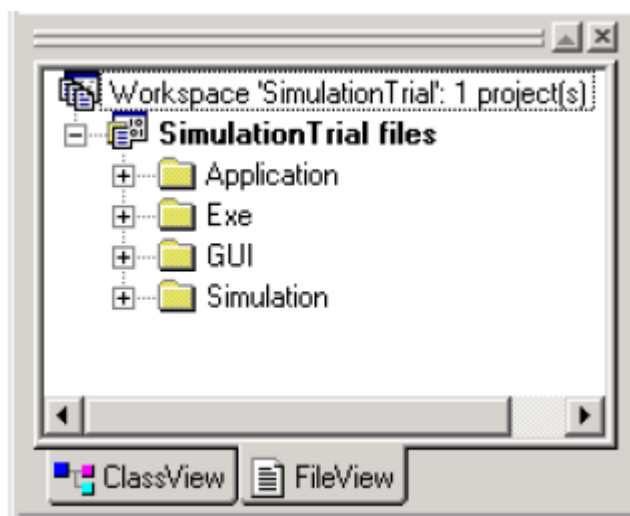 Workspace 'SimulationTrial': 1 project(s)
SimulationTrial files
Application
Exe
GUI
Simulation
ClassView FileView